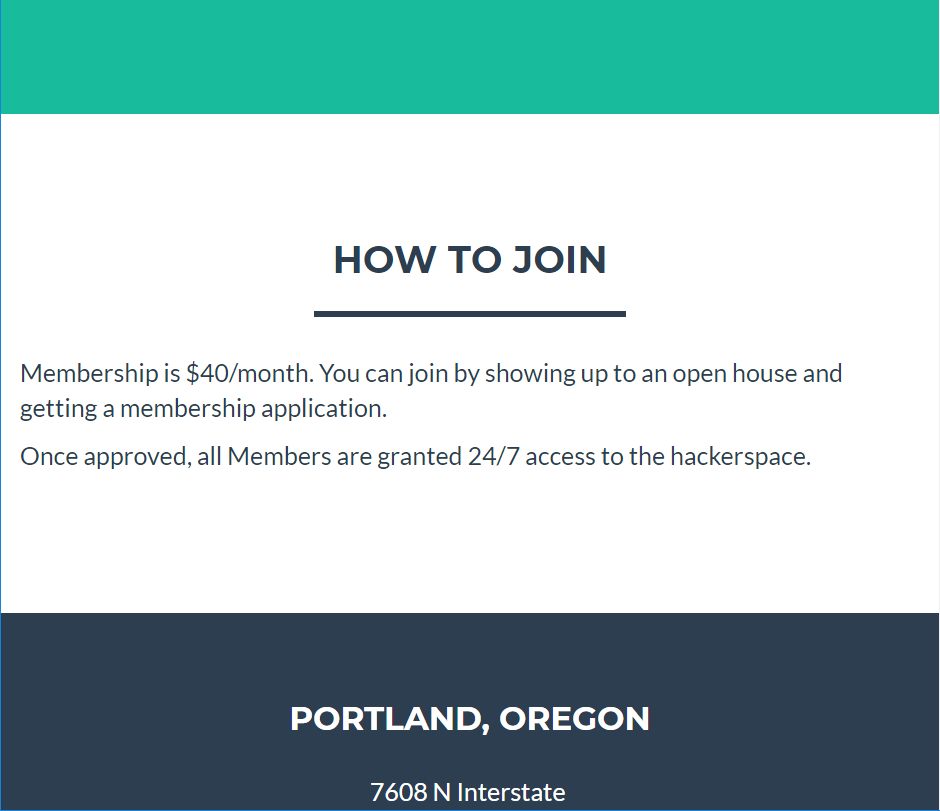 HOW TO JOIN
Membership is $40/month. You can join by showing up to an open house and
getting a membership application.
Once approved, all Members are granted 24/7 access to the hackerspace.
PORTLAND, OREGON
7608 N Interstate